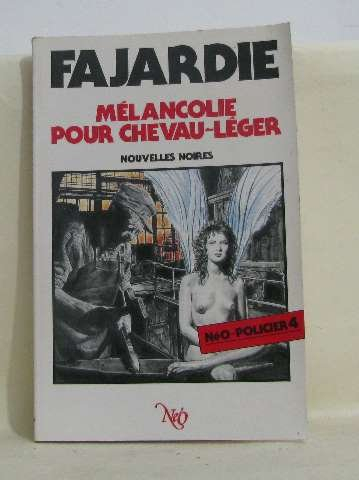 FAJARDIE
MÉLANCOLIE
POUR CHEVAU-LÉGER
NOUVELLES NOIRES
NéO-POLICIER 4
NéO